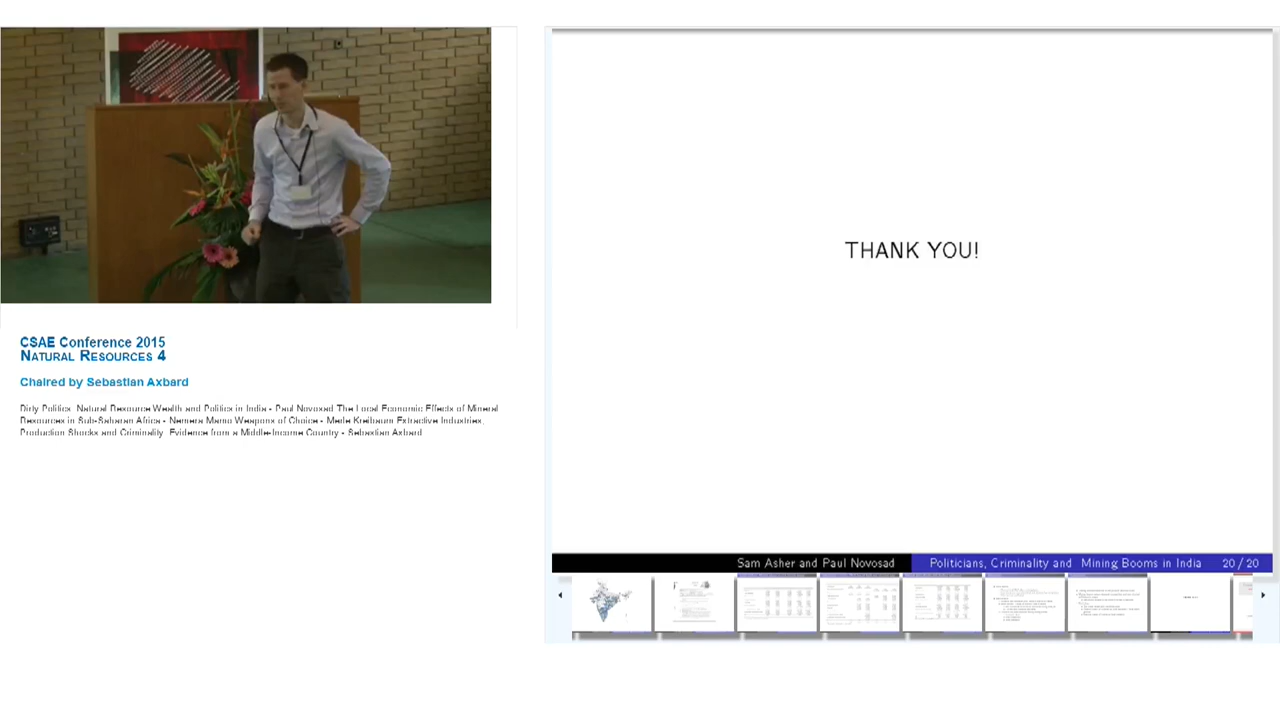 CSAE Conference 2015
NATURAL RESOURCES 4
Chaired by Sebastian Axbard
Dirty Politics Natural Resource Wealth and Politics in India - Paul Novosad The Local Economic Effects of Mineral
Resources in Sub-Saharan Africa - Nemera Mamo Weapons of Choice - Merle Kreibaum Extractive Industries,
Production Shocks and Criminality Evidence from a Middle-Income Country - Sebastian Axbard
THANK YOU!
Sam Asher and Paul Novosad
Politicians, Criminality and Mining Booms in India
20 / 20